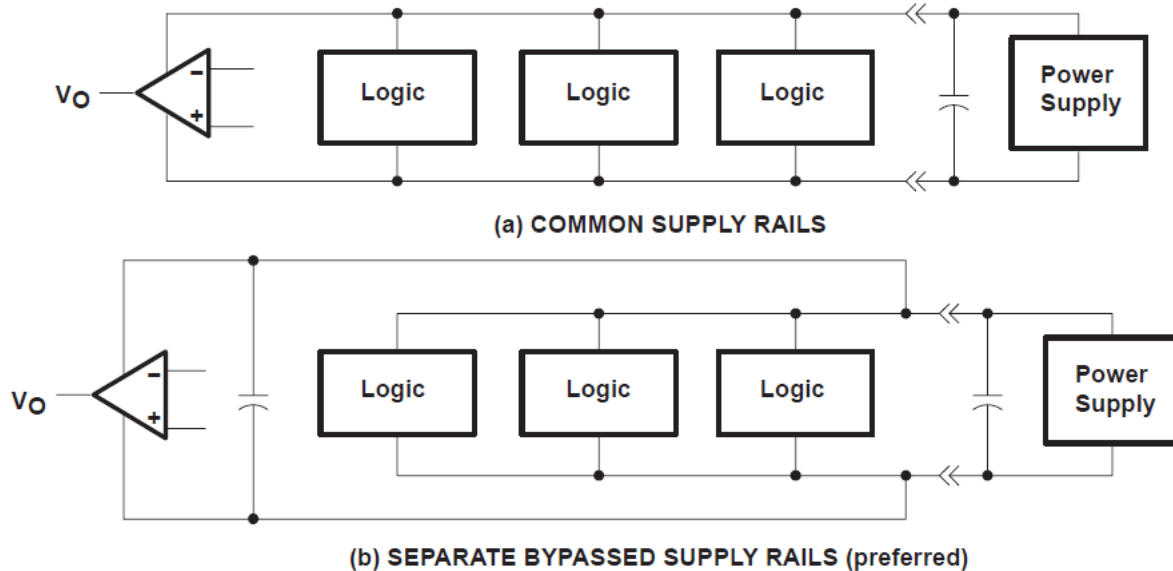 Logic
Logic
Logic
Power
Supply
VO
-
+
(a) COMMON SUPPLY RAILS
Logic
Logic
Logic
Power
Supply
VO
-
+
(b) SEPARATE BYPASSED SUPPLY RAILS (preferred)